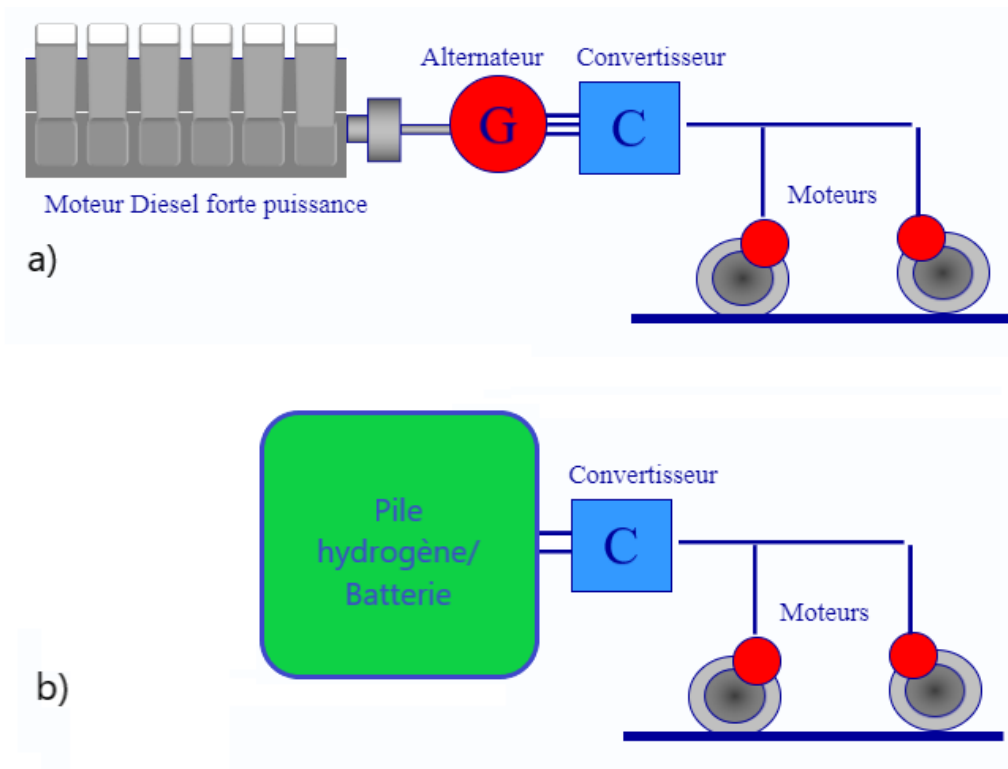 Alternateur
Convertisseur
G
C
Moteur Diesel forte puissance
Moteurs
a)
Convertisseur
Pile
hydrogène/
Batterie
C
Moteurs
b)